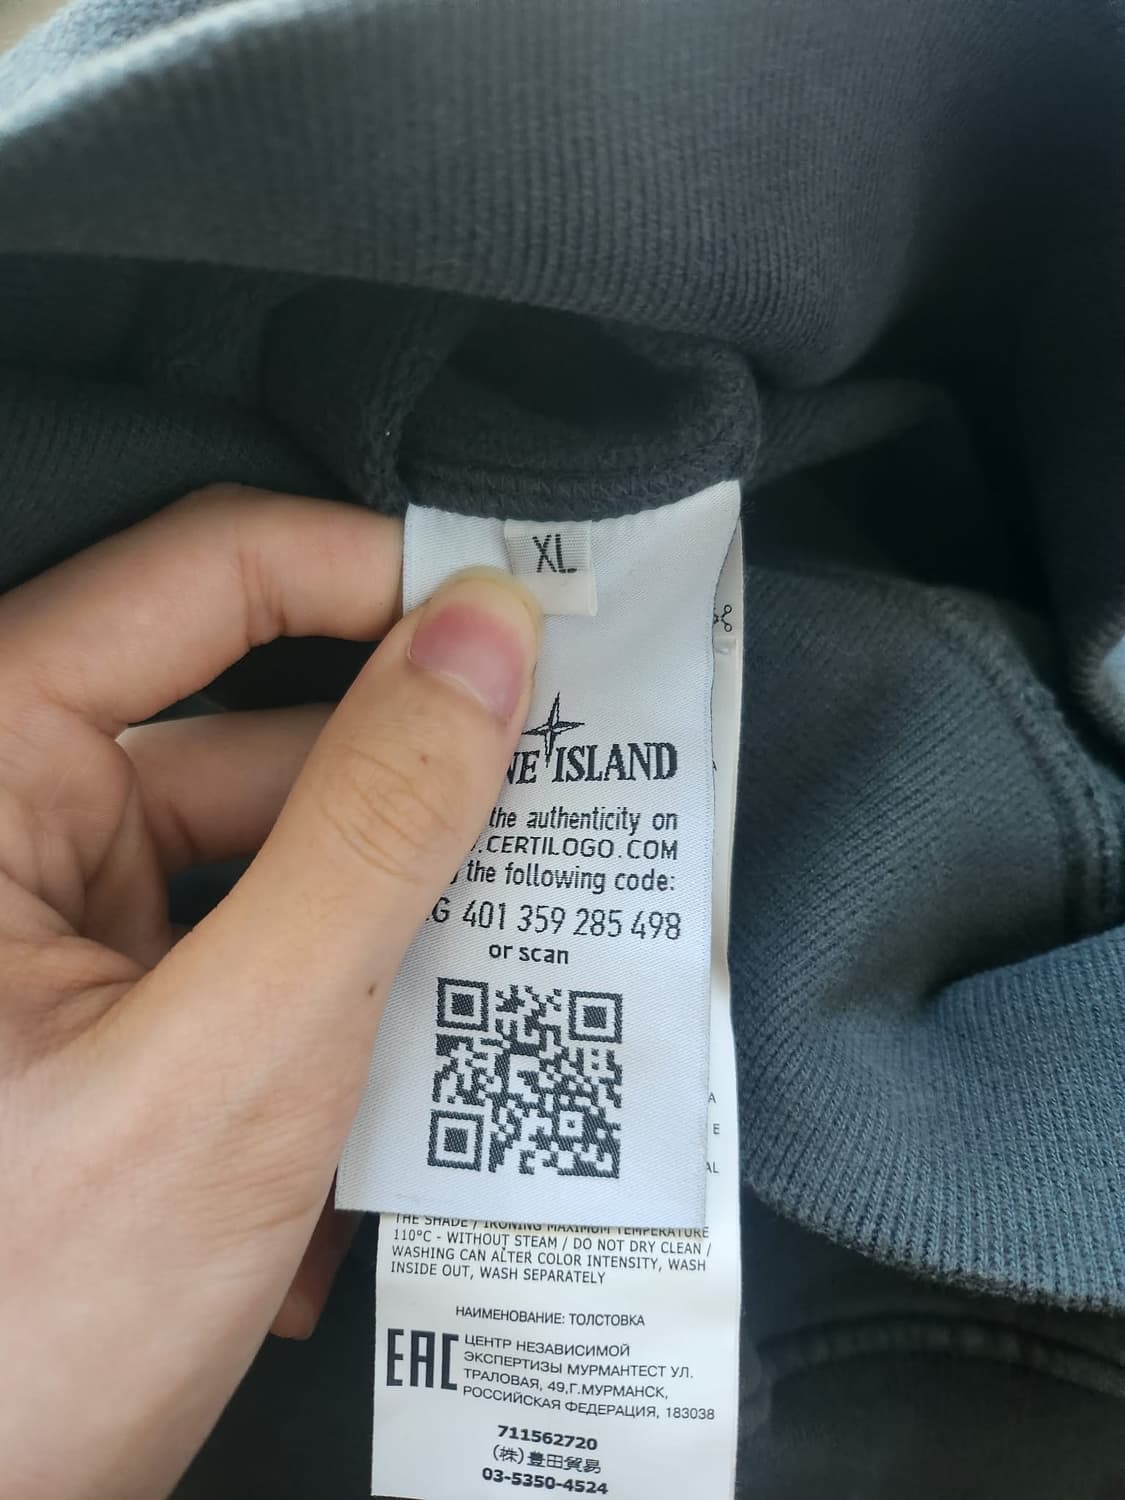 XL
ISLAND
the authenticity on
.CERTILOGO.COM
the following code:
G 401 359 285 498
or scan
THE SHADE / IRONING MAXIMUM TEMPERATURE
110°C - WITHOUT STEAM / DO NOT DRY CLEAN /
WASHING CAN ALTER COLOR INTENSITY, WASH
INSIDE OUT, WASH SEPARATELY
НАИМЕНОВАНИЕ: ТОЛСТОВКА
EAC
ЦЕНТР НЕЗАВИСИМОЙ
ЭКСПЕРТИЗЫ МУРМАНТЕСТ УЛ.
ТРАЛОВАЯ, 49,Г.МУРМАНСК,
РОССИЙСКАЯ ФЕДЕРАЦИЯ, 183038
711562720
(株)豊田貿易
03-5350-4524